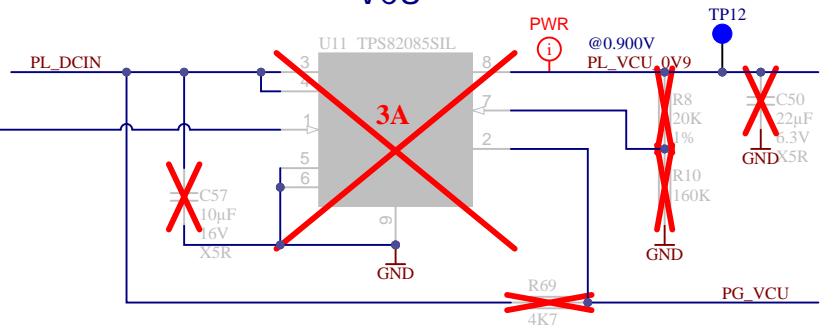 PWR
TP12
U11 TPS82085SIL
@0.900V
PL_DCIN
3
8
PL_VCU_0V9
4
3A
7
R8
C50
1
20K
22µF
1%
6.3V
2
GND
X5R
5
6
R10
C57
160K
10µF
16V
9
X5R
GND
GND
R69
PG_VCU
4K7